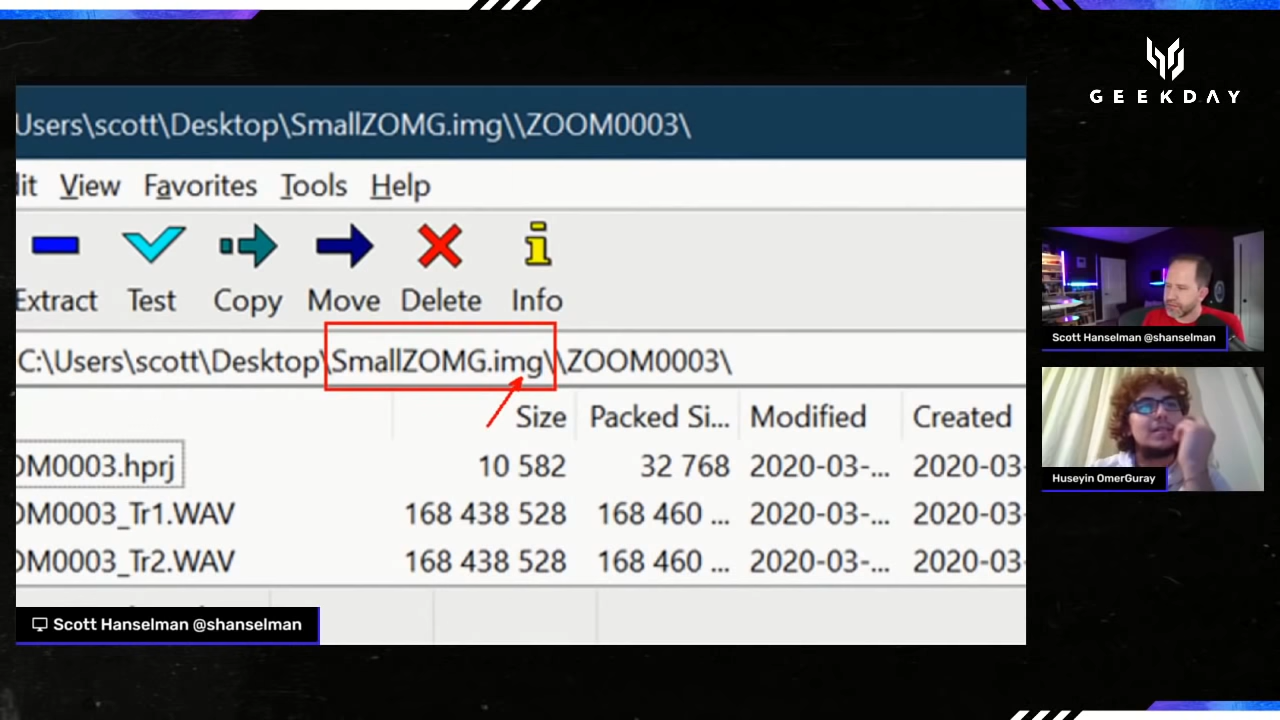 GEEKDAY
Users\scott\Desktop\SmallZOMG.img\\ZOOM0003\
lit View Favorites Tools Help
Extract Test Copy Move Delete Info
C:\Users\scott\Desktop\SmallZOMG.img\\ZOOM0003\
Size Packed Si... Modified Created
OM0003.hprj 10 582 32 768 2020-03-... 2020-03-
OM0003_Tr1.WAV 168 438 528 168 460 ... 2020-03-... 2020-03-
OM0003_Tr2.WAV 168 438 528 168 460 ... 2020-03-... 2020-03-
Scott Hanselman @shanselman
Scott Hanselman @shanselman
Huseyin OmerGuray